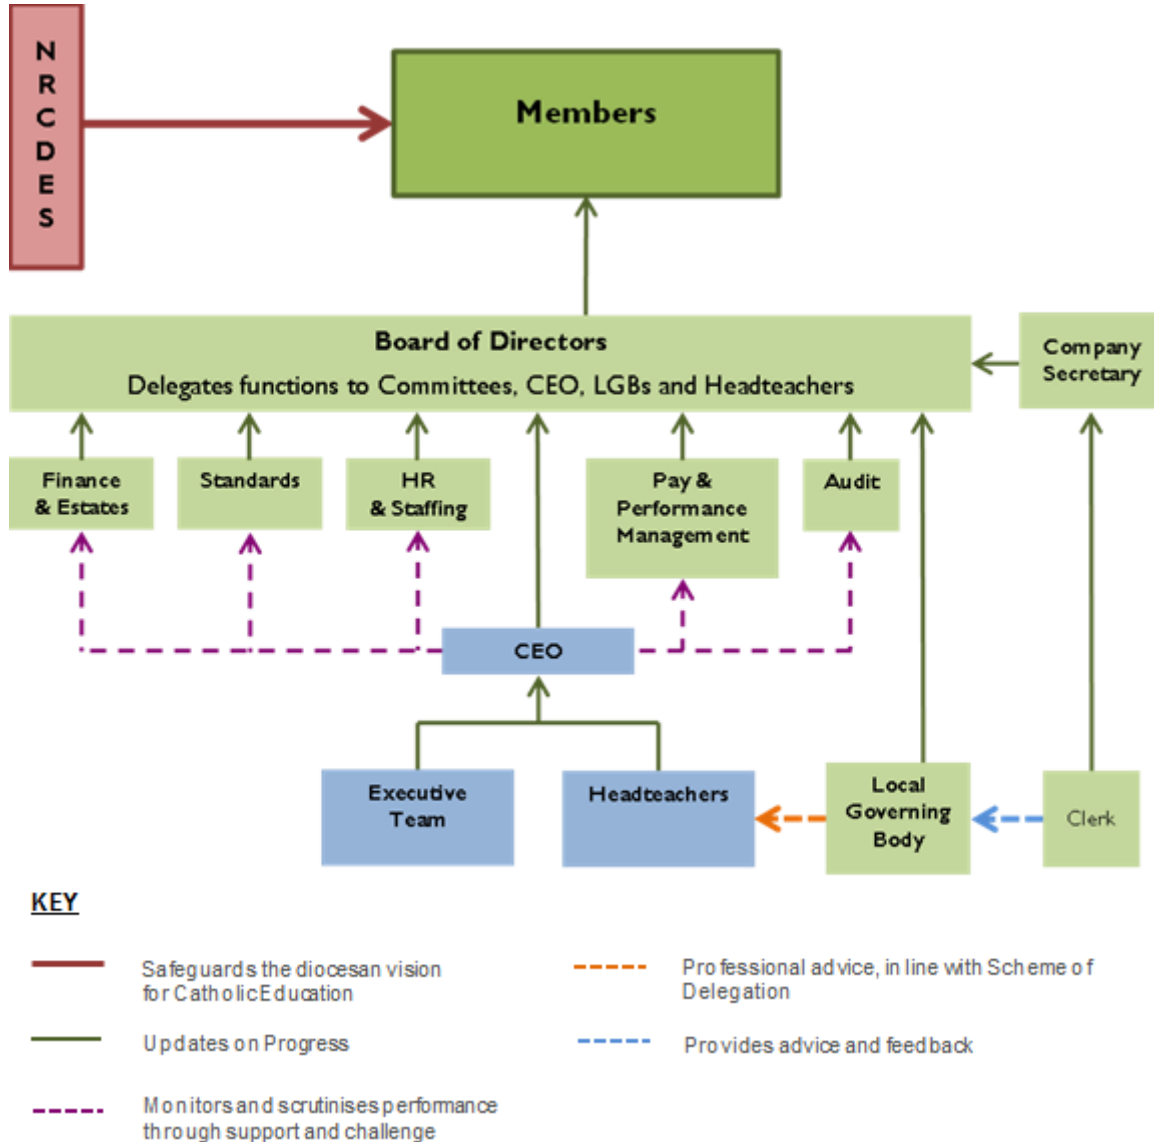 N
R
C
D
E
S
Members
Board of Directors
Delegates functions to Committees, CEO, LGBs and Headteachers
Company
Secretary
Finance
& Estates
Standards
HR
& Staffing
Pay &
Performance
Management
Audit
CEO
Executive
Team
Headteachers
Local
Governing
Body
Clerk
KEY
Safeguards the diocesan vision
for Catholic Education
Updates on Progress
Monitors and scrutinises performance
through support and challenge
Professional advice, in line with Scheme of
Delegation
Provides advice and feedback